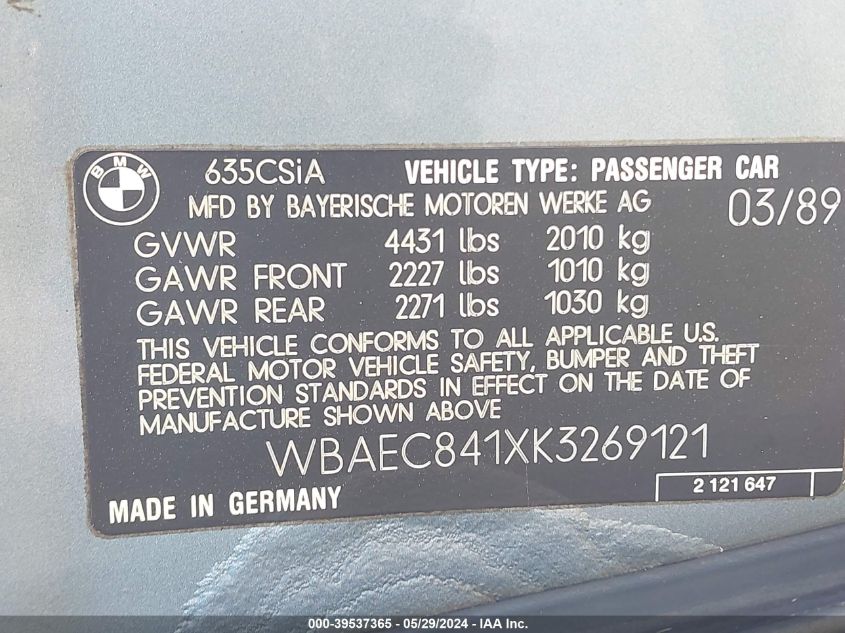 BMW
635CSiA VEHICLE TYPE: PASSENGER CAR
MFD BY BAYERISCHE MOTOREN WERKE AG 03/89
GVWR 4431 lbs 2010 kg
GAWR FRONT 2227 lbs 1010 kg
GAWR REAR 2271 lbs 1030 kg
THIS VEHICLE CONFORMS TO ALL APPLICABLE U.S.
FEDERAL MOTOR VEHICLE SAFETY, BUMPER AND THEFT
PREVENTION STANDARDS IN EFFECT ON THE DATE OF
MANUFACTURE SHOWN ABOVE
WBAEC841XK3269121
2 121 647
MADE IN GERMANY
000-39537365 - 05/29/2024 - IAA Inc.